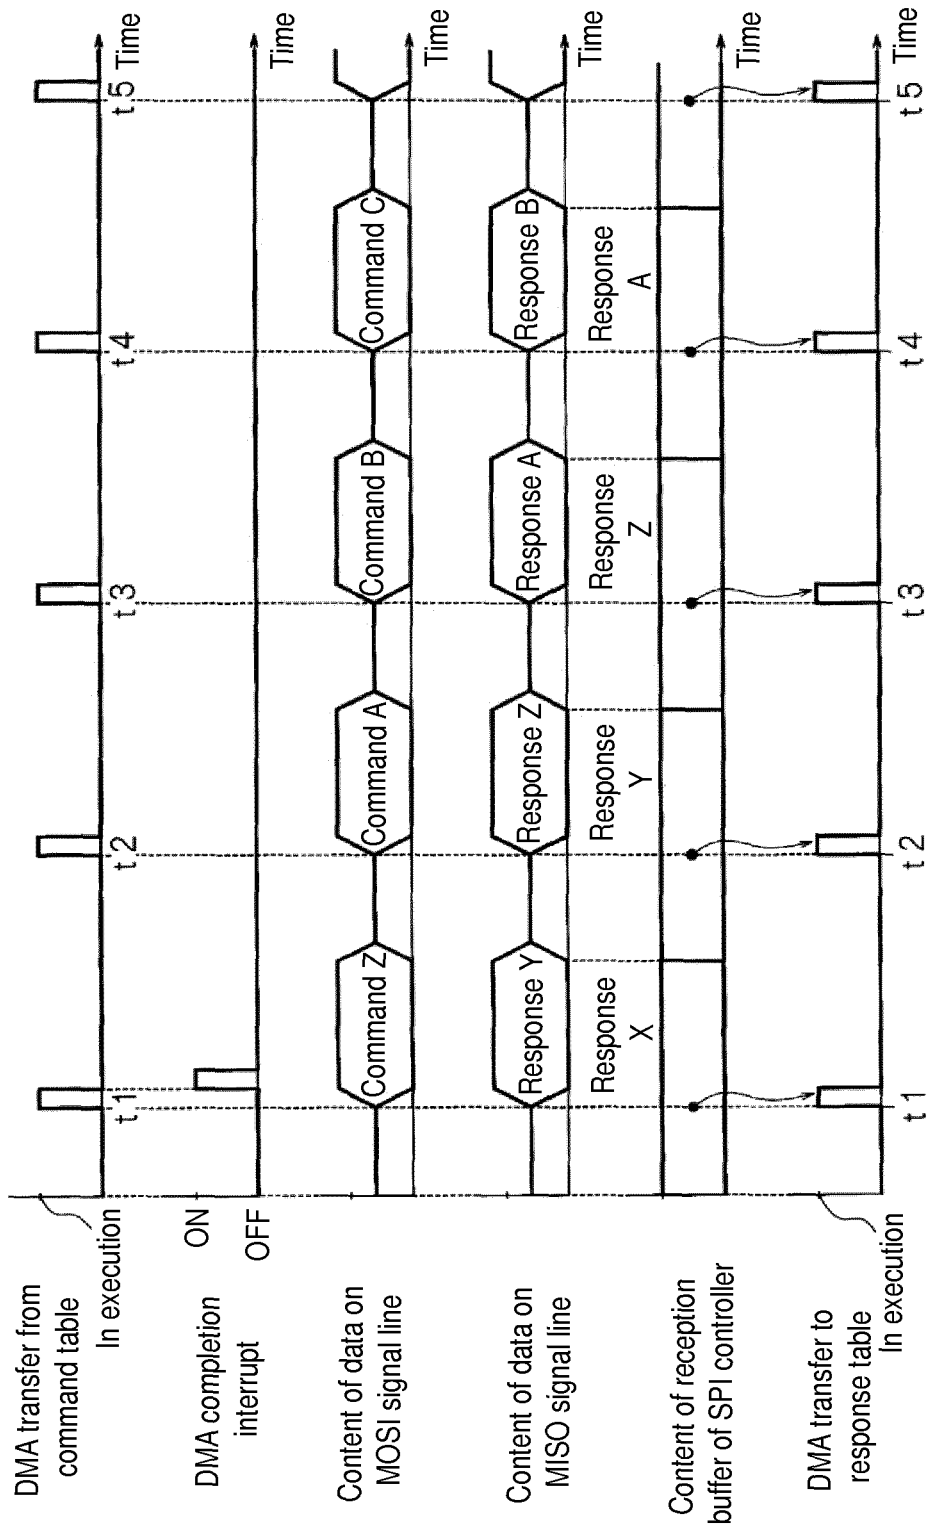 DMA transfer from
command table
In execution
t1
t2
t3
t4
t5
Time
DMA completion
interrupt
ON
OFF
Time
Content of data on
MOSI signal line
Command Z
Command A
Command B
Command C
Time
Content of data on
MISO signal line
Response Y
Response Z
Response A
Response B
Time
Content of reception
buffer of SPI controller
Response
X
Response
Y
Response
Z
Response
A
Time
DMA transfer to
response table
In execution
t1
t2
t3
t4
t5
Time